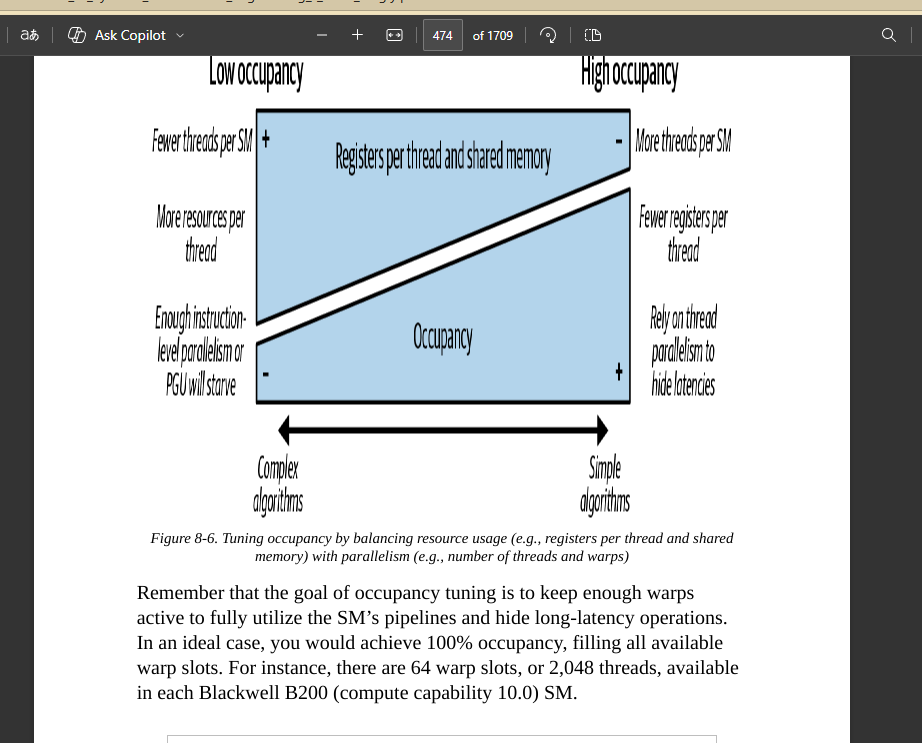 aあ
Ask Copilot
474 of 1709
Low occupancy
High occupancy
Fewer threads per SM
+
-
More threads per SM
Registers per thread and shared memory
More resources per
thread
Fewer registers per
thread
Enough instruction-
level parallelism or
PGU will starve
Rely on thread
parallelism to
hide latencies
Occupancy
-
+
Complex
algorithms
Simple
algorithms
Figure 8-6. Tuning occupancy by balancing resource usage (e.g., registers per thread and shared
memory) with parallelism (e.g., number of threads and warps)
Remember that the goal of occupancy tuning is to keep enough warps
active to fully utilize the SM’s pipelines and hide long-latency operations.
In an ideal case, you would achieve 100% occupancy, filling all available
warp slots. For instance, there are 64 warp slots, or 2,048 threads, available
in each Blackwell B200 (compute capability 10.0) SM.